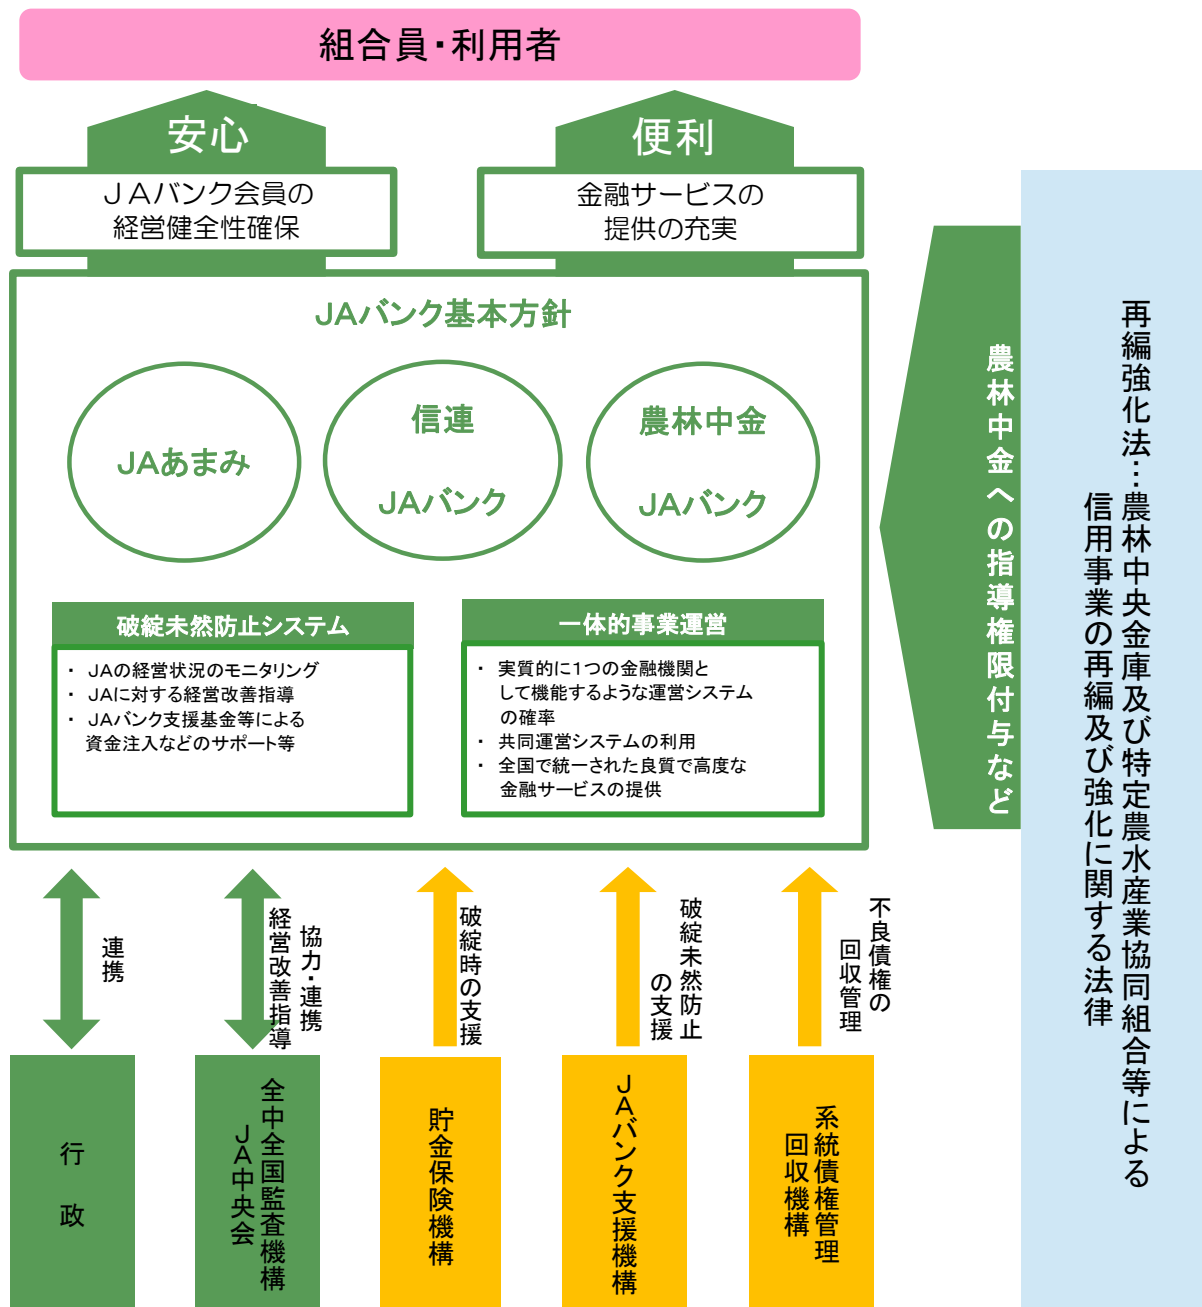 組合員・利用者
安心
便利
ＪＡバンク会員の
経営健全性確保
金融サービスの
提供の充実
ＪＡバンク基本方針
ＪＡあまみ
信連
ＪＡバンク
農林中金
ＪＡバンク
破綻未然防止システム
・ ＪＡの経営状況のモニタリング
・ ＪＡに対する経営改善指導
・ ＪＡバンク支援基金等による
資金注入などのサポート等
一体的事業運営
・ 実質的に１つの金融機関と
して機能するような運営システム
の確率
・ 共同運営システムの利用
・ 全国で統一された良質で高度な
金融サービスの提供
農林中金への指導権限付与など
再編強化法…農林中央金庫及び特定農水産業協同組合等による
信用事業の再編及び強化に関する法律
連携
協力・連携
経営改善指導
破綻時の支援
破綻未然防止
の支援
不良債権の
回収管理
行政
全中全国監査機構
ＪＡ中央会
貯金保険機構
ＪＡバンク支援機構
系統債権管理
回収機構